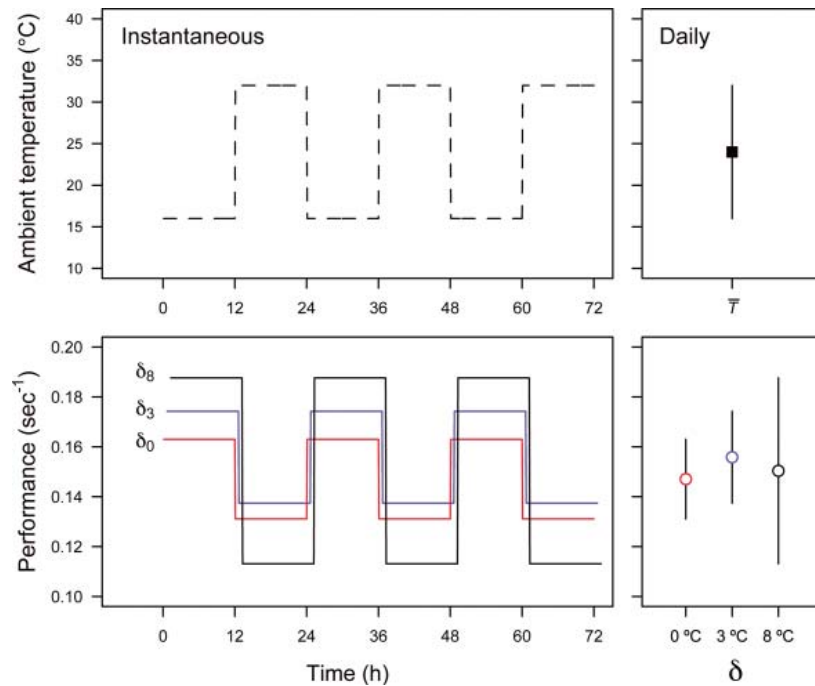 Instantaneous
Daily
Ambient temperature (°C)
40
35
30
25
20
15
10
0 12 24 36 48 60 72
T̅
Performance (sec⁻¹)
0.20
0.18
0.16
0.14
0.12
0.10
δ₈
δ₃
δ₀
0 12 24 36 48 60 72
0 ºC 3 ºC 8 ºC
Time (h)
δ